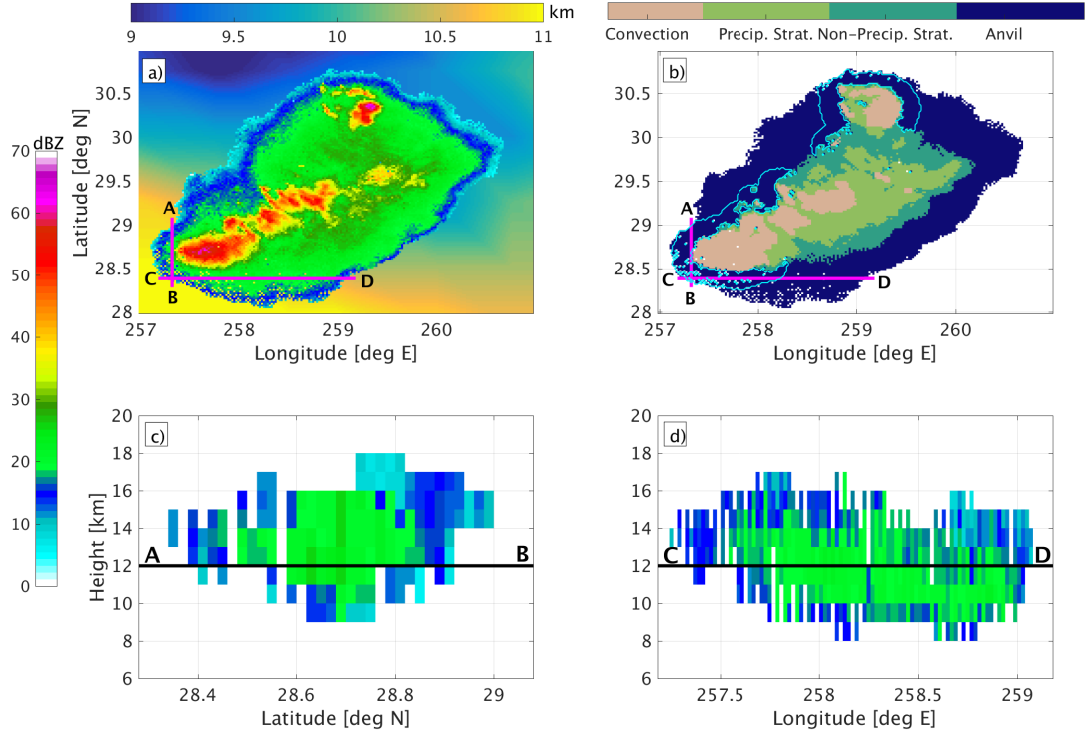 km
9 9.5 10 10.5 11
Convection Precip. Strat. Non-Precip. Strat. Anvil
a)
Latitude [deg N]
30.5
30
29.5
29
28.5
28
A
C D
B
257 258 259 260
Longitude [deg E]
b)
30.5
30
29.5
29
28.5
28
A
C D
B
257 258 259 260
Longitude [deg E]
dBZ
70
60
50
40
30
20
10
0
c)
Height [km]
20
18
16
14
12
10
8
6
A B
28.4 28.6 28.8 29
Latitude [deg N]
d)
20
18
16
14
12
10
8
6
C D
257.5 258 258.5 259
Longitude [deg E]